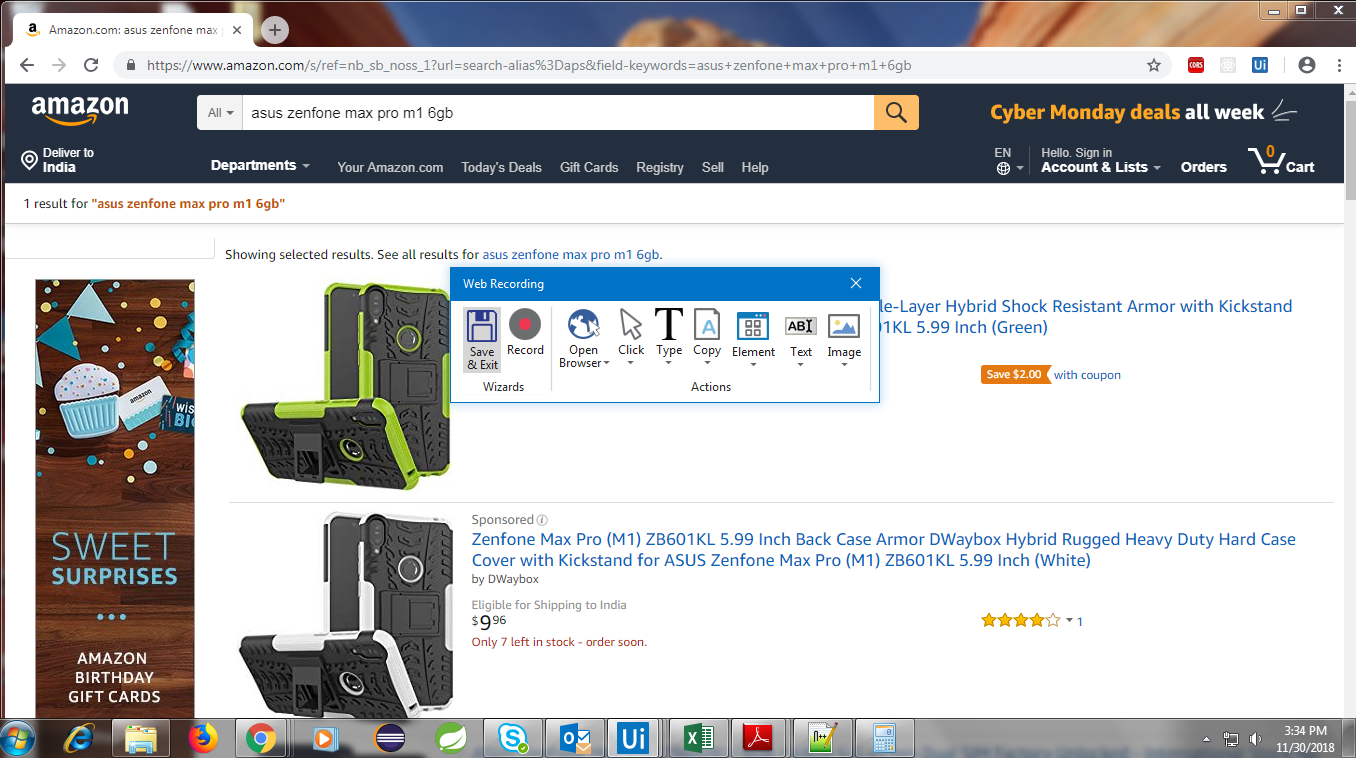 Amazon.com: asus zenfone max
https://www.amazon.com/s/ref=nb_sb_noss_1?url=search-alias%3Daps&field-keywords=asus+zenfone+max+pro+m1+6gb
CORS
Ui
amazon
All
asus zenfone max pro m1 6gb
Cyber Monday deals all week
Deliver to
India
Departments
Your Amazon.com
Today's Deals
Gift Cards
Registry
Sell
Help
EN
Hello. Sign in
Account & Lists
Orders
0
Cart
1 result for "asus zenfone max pro m1 6gb"
Showing selected results. See all results for asus zenfone max pro m1 6gb.
Web Recording
Save
& Exit
Record
Wizards
Open
Browser
Click
T
Type
A
Copy
Element
AB
Text
Image
Actions
le-Layer Hybrid Shock Resistant Armor with Kickstand
1KL 5.99 Inch (Green)
Save $2.00 with coupon
amazon
SWEET
SURPRISES
AMAZON
BIRTHDAY
GIFT CARDS
Sponsored
Zenfone Max Pro (M1) ZB601KL 5.99 Inch Back Case Armor DWaybox Hybrid Rugged Heavy Duty Hard Case
Cover with Kickstand for ASUS Zenfone Max Pro (M1) ZB601KL 5.99 Inch (White)
by DWaybox
Eligible for Shipping to India
$9 96
Only 7 left in stock - order soon.
1
Ui
3:34 PM
11/30/2018